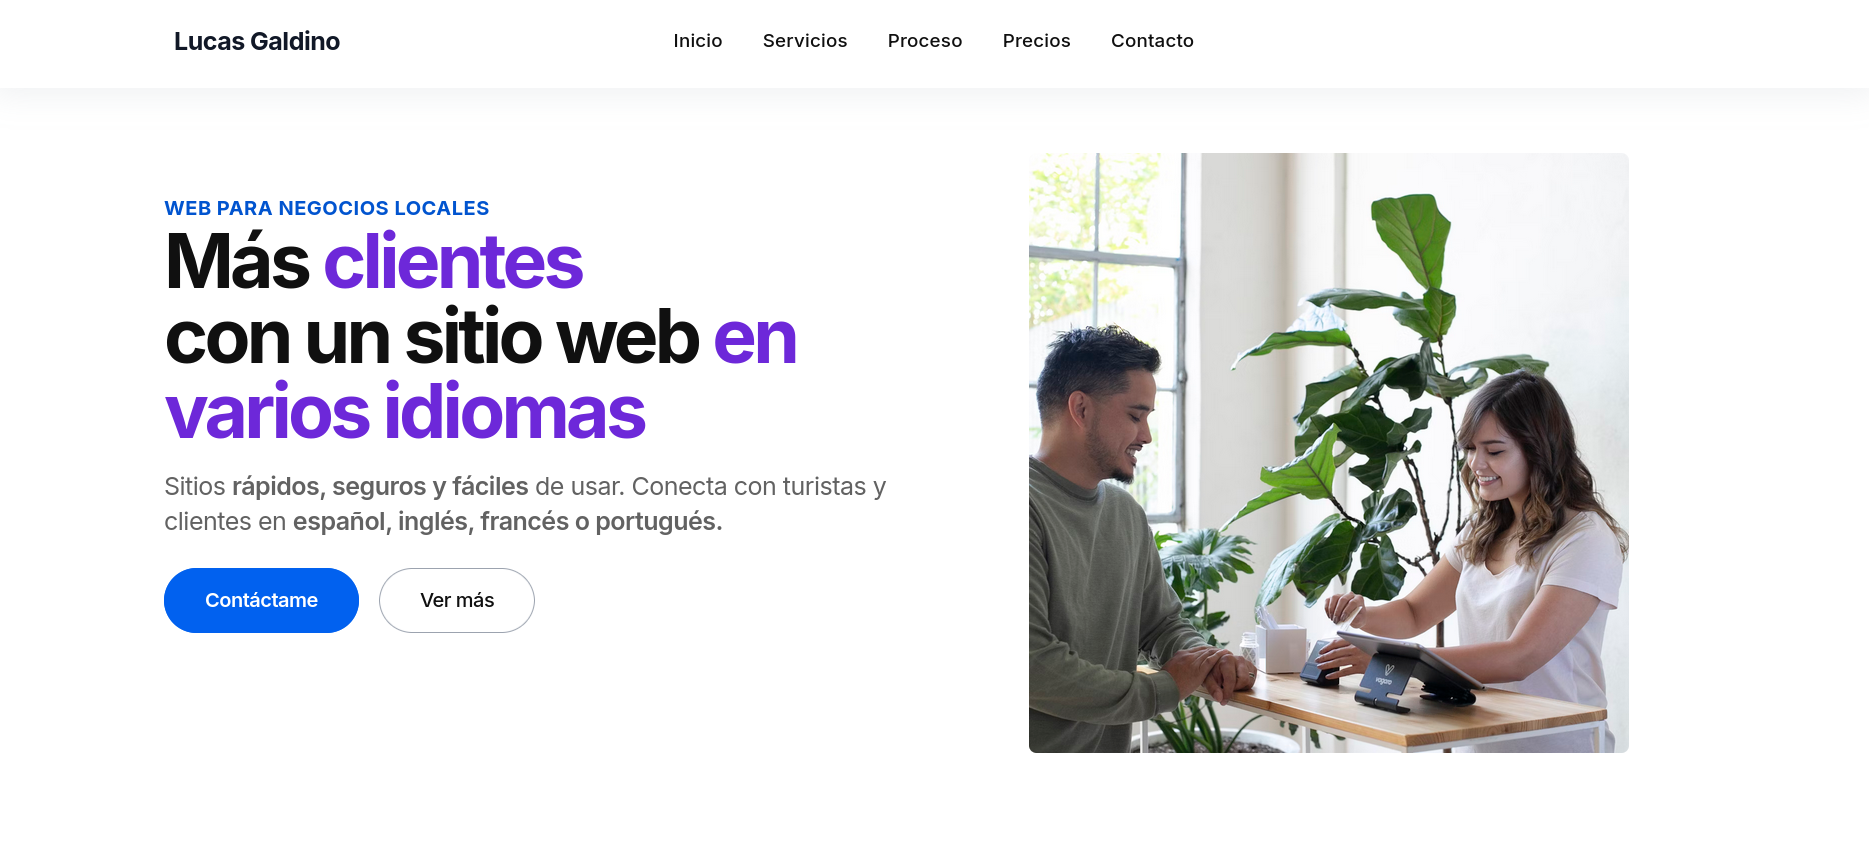 Lucas Galdino
Inicio
Servicios
Proceso
Precios
Contacto
WEB PARA NEGOCIOS LOCALES
Más clientes
con un sitio web en
varios idiomas
Sitios rápidos, seguros y fáciles de usar. Conecta con turistas y
clientes en español, inglés, francés o portugués.
Contáctame
Ver más
vagaro